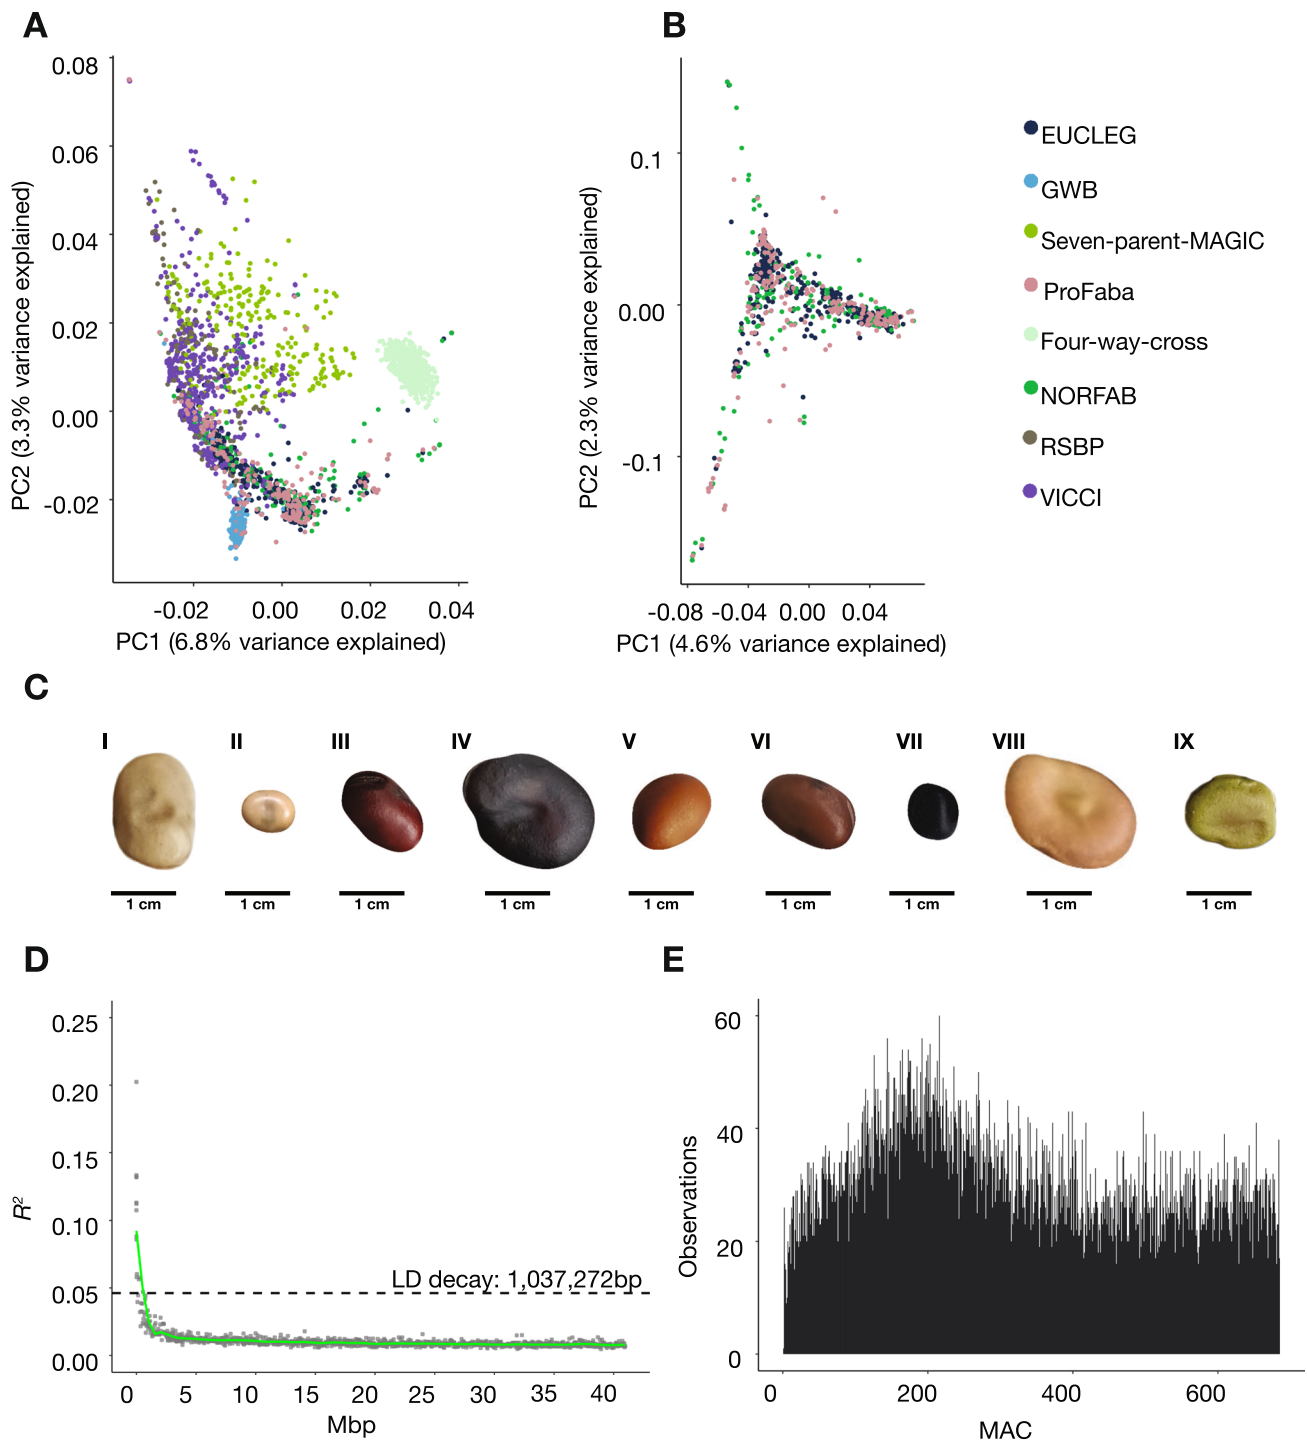 A
B
0.08
0.06
0.04
0.02
0.00
-0.02
PC2 (3.3% variance explained)
-0.02 0.00 0.02 0.04
PC1 (6.8% variance explained)
0.1
0.00
-0.1
PC2 (2.3% variance explained)
-0.08 -0.04 0.00 0.04
PC1 (4.6% variance explained)
EUCLEG
GWB
Seven-parent-MAGIC
ProFaba
Four-way-cross
NORFAB
RSBP
VICCI
C
I II III IV V VI VII VIII IX
1 cm 1 cm 1 cm 1 cm 1 cm 1 cm 1 cm 1 cm 1 cm
D
0.25
0.20
0.15
0.10
0.05
0.00
R²
LD decay: 1,037,272bp
0 5 10 15 20 25 30 35 40
Mbp
E
60
40
20
0
Observations
0 200 400 600
MAC